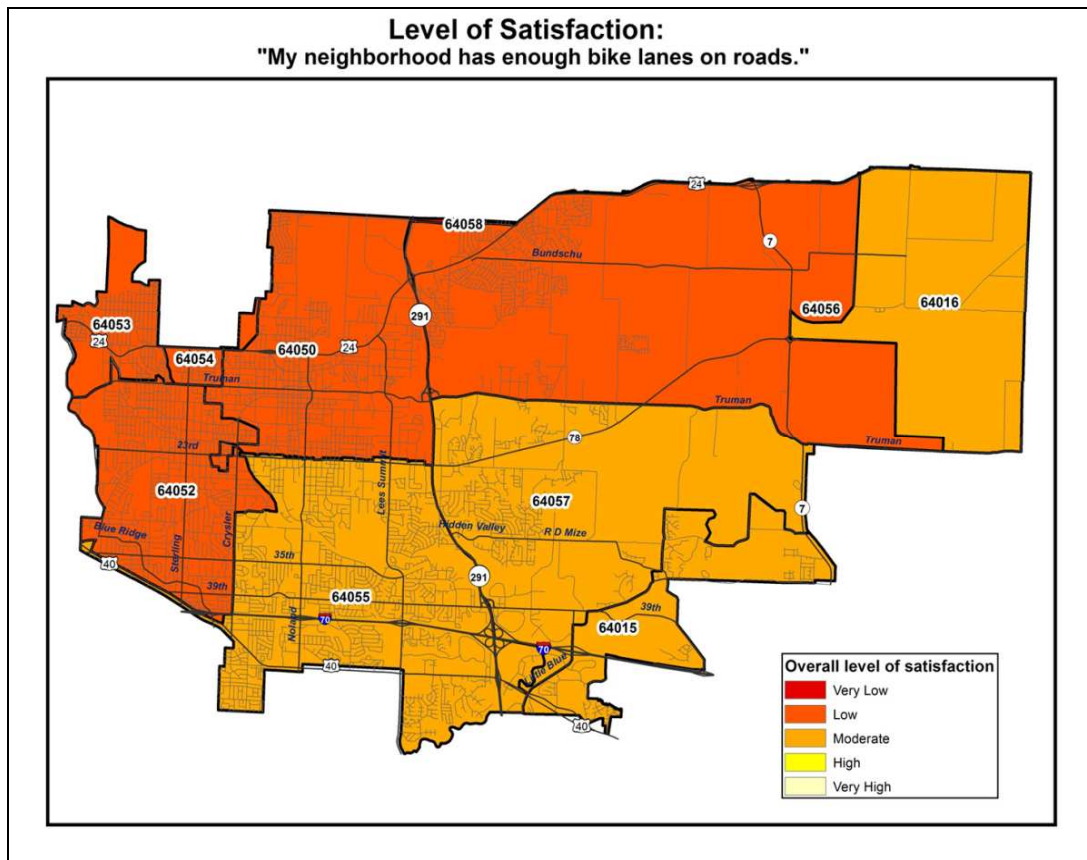 Level of Satisfaction:
"My neighborhood has enough bike lanes on roads."
24
64058
7
Bundschu
64056
64016
291
64053
24
64054
64050
24
Truman
Truman
Truman
78
23rd
Lees Summit
64052
64057
7
Crysler
Sterling
Blue Ridge
Hidden Valley
R D Mize
40
35th
291
39th
64055
39th
64015
Noland
70
70
40
Little Blue
40
Overall level of satisfaction
Very Low
Low
Moderate
High
Very High